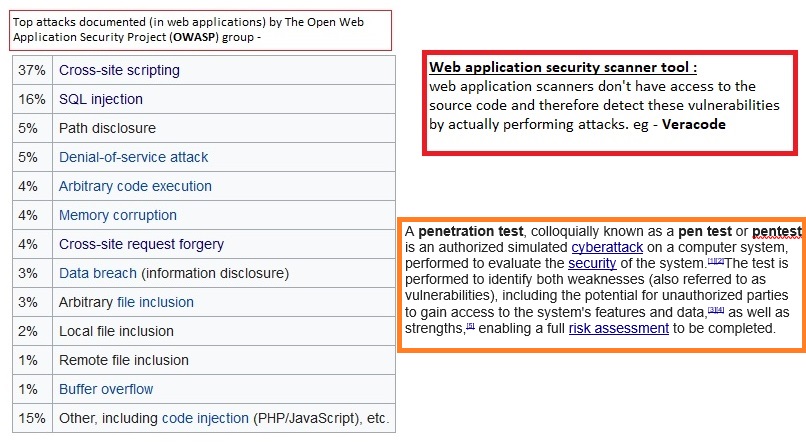 Top attacks documented (in web applications) by The Open Web
Application Security Project (OWASP) group -
37% Cross-site scripting
16% SQL injection
5% Path disclosure
5% Denial-of-service attack
4% Arbitrary code execution
4% Memory corruption
4% Cross-site request forgery
3% Data breach (information disclosure)
3% Arbitrary file inclusion
2% Local file inclusion
1% Remote file inclusion
1% Buffer overflow
15% Other, including code injection (PHP/JavaScript), etc.
Web application security scanner tool :
web application scanners don't have access to the
source code and therefore detect these vulnerabilities
by actually performing attacks. eg - Veracode
A penetration test, colloquially known as a pen test or pentest
is an authorized simulated cyberattack on a computer system,
performed to evaluate the security of the system.[1][2]The test is
performed to identify both weaknesses (also referred to as
vulnerabilities), including the potential for unauthorized parties
to gain access to the system's features and data,[3][4] as well as
strengths,[5] enabling a full risk assessment to be completed.